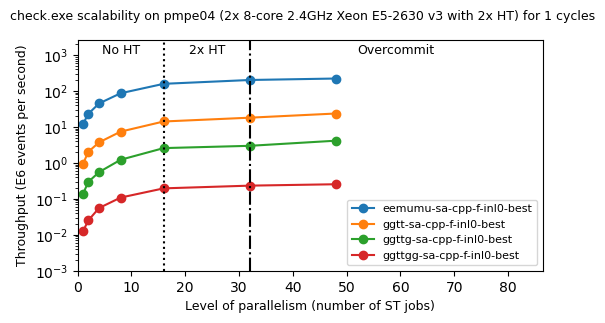 check.exe scalability on pmpe04 (2x 8-core 2.4GHz Xeon E5-2630 v3 with 2x HT) for 1 cycles
No HT 2x HT Overcommit
Throughput (E6 events per second)
10³
10²
10¹
10⁰
10⁻¹
10⁻²
10⁻³
eemumu-sa-cpp-f-inl0-best
ggtt-sa-cpp-f-inl0-best
ggttg-sa-cpp-f-inl0-best
ggttgg-sa-cpp-f-inl0-best
0 10 20 30 40 50 60 70 80
Level of parallelism (number of ST jobs)